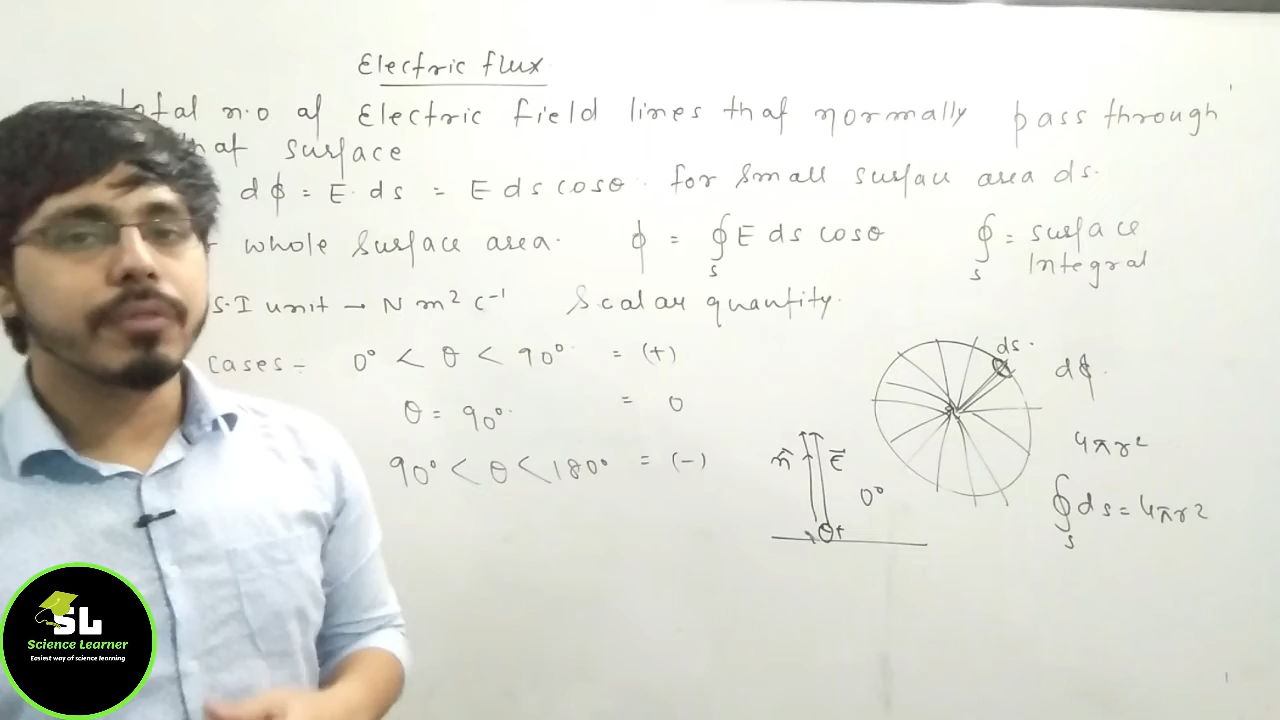 Electric flux
total n.o of Electric field lines that normally pass through
that surface
dϕ = E. ds = E ds cosθ. for small surface area ds.
whole surface area. ϕ = ∮E ds cosθ ∮ = surface
s s Integral
S.I unit → N m² C⁻¹ Scalar quantity.
Cases – 0° < θ < 90° = (+)
θ = 90° = 0
90° < θ < 180° = (-)
ds.
dϕ
4πr²
∮ds = 4πr²
s
n̂ E⃗
0°
θ
SL
Science Learner
Easiest way of science learning